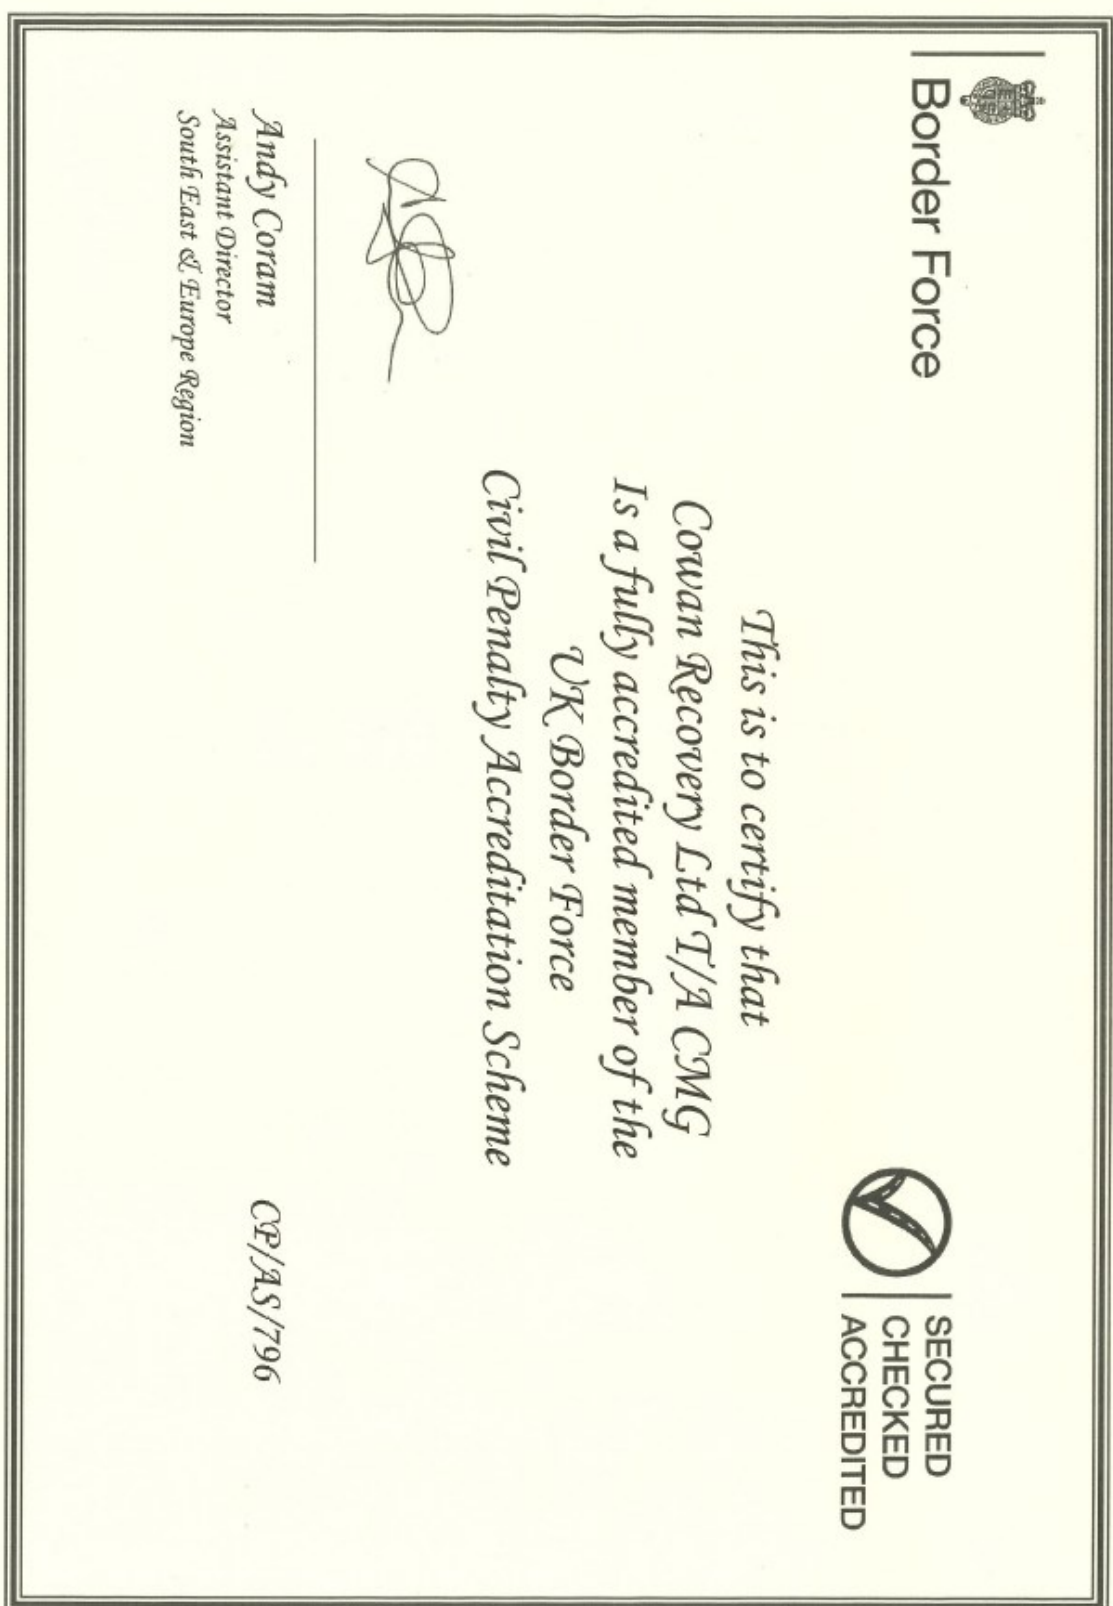 Border Force
SECURED
CHECKED
ACCREDITED
This is to certify that
Cowan Recovery Ltd T/A CMG
Is a fully accredited member of the
UK Border Force
Civil Penalty Accreditation Scheme
Andy Coram
Assistant Director
South East & Europe Region
CP/AS/796